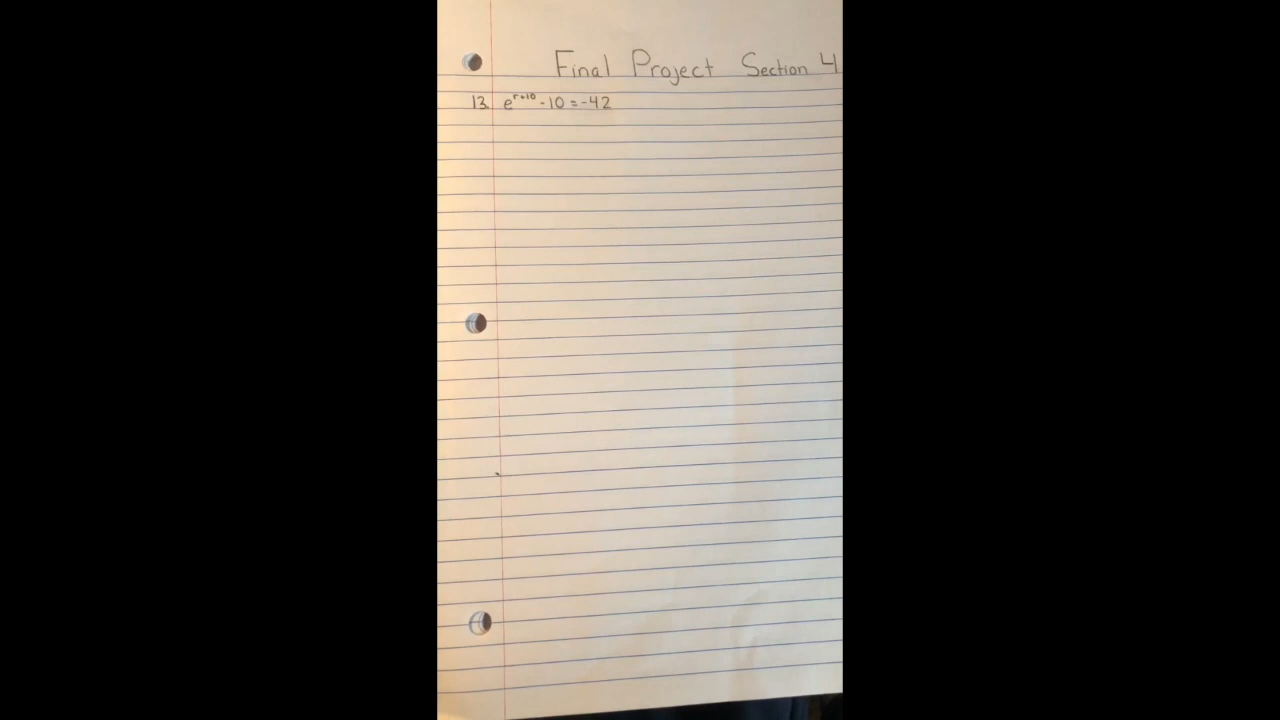 Final Project Section 4
13. e^{r+10} - 10 = -42